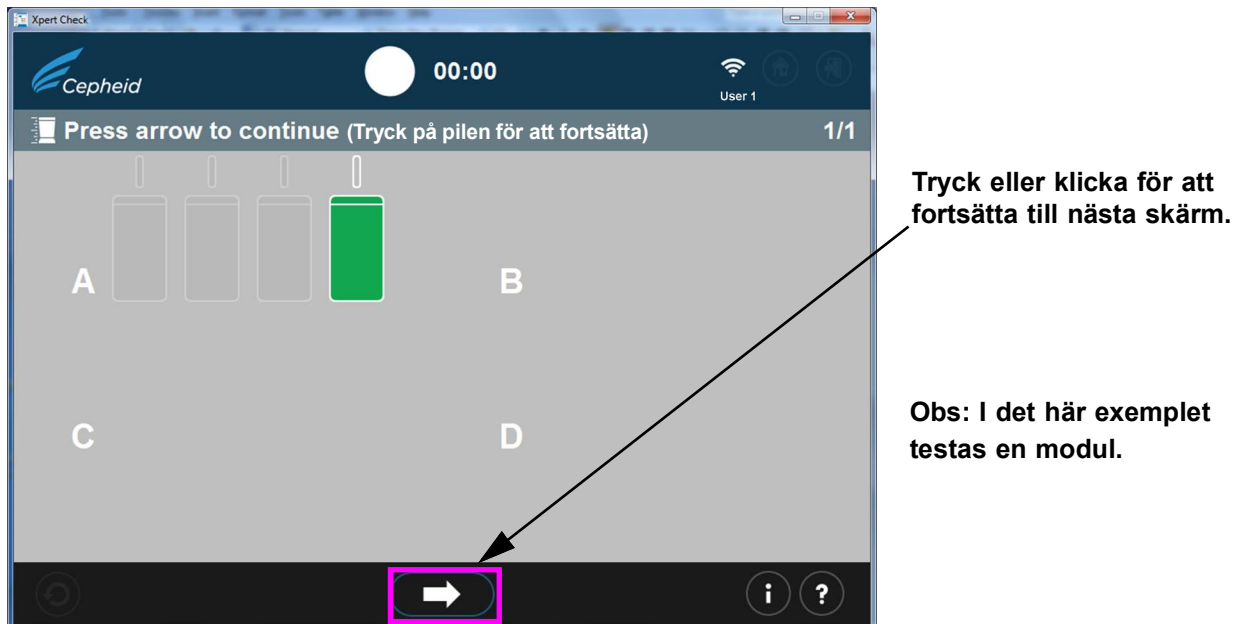 Xpert Check
Cepheid
00:00
User 1
Press arrow to continue (Tryck på pilen för att fortsätta) 1/1
A
B
C
D
i ?
Tryck eller klicka för att
fortsätta till nästa skärm.
Obs: I det här exemplet
testas en modul.